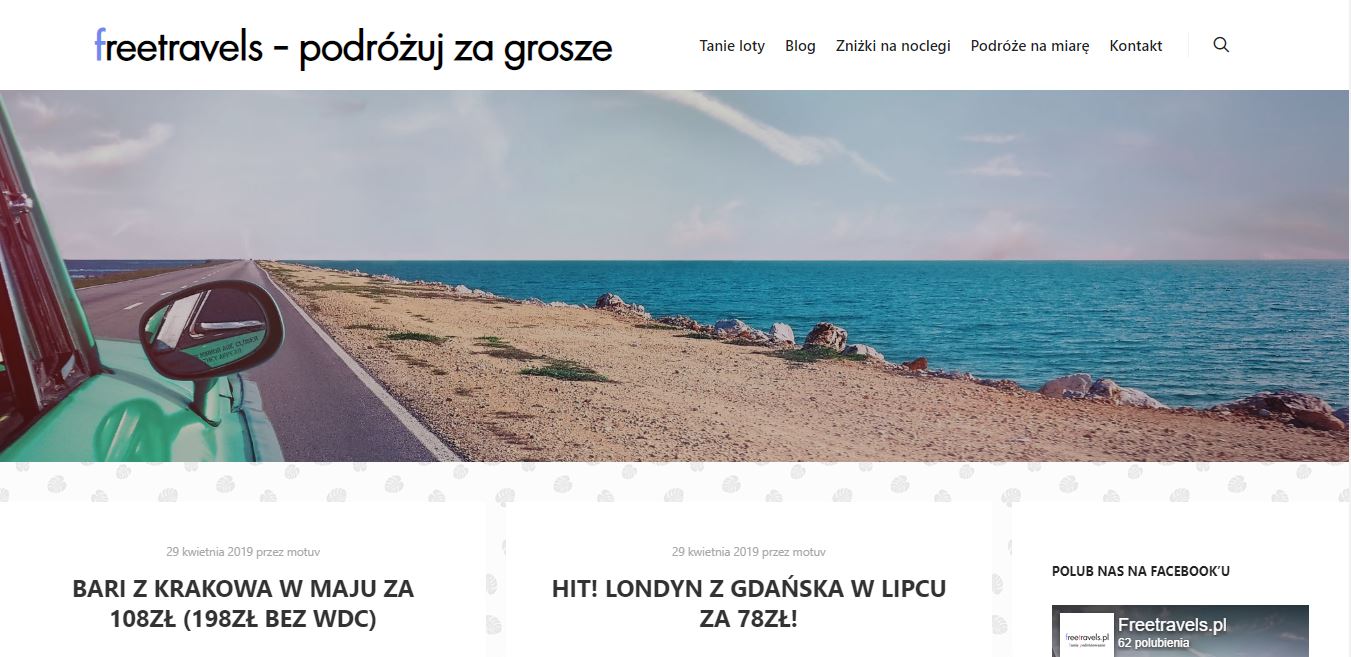 freetravels - podróżuj za grosze
Tanie loty Blog Zniżki na noclegi Podróże na miarę Kontakt
29 kwietnia 2019 przez motuv
BARI Z KRAKOWA W MAJU ZA
108ZŁ (198ZŁ BEZ WDC)
29 kwietnia 2019 przez motuv
HIT! LONDYN Z GDAŃSKA W LIPCU
ZA 78ZŁ!
POLUB NAS NA FACEBOOK'U
freetravels.pl
Freetravels.pl
62 polubienia